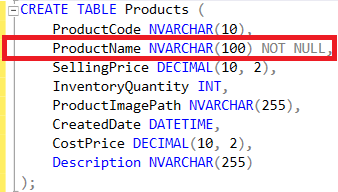 CREATE TABLE Products (
ProductCode NVARCHAR(10),
ProductName NVARCHAR(100) NOT NULL,
SellingPrice DECIMAL(10, 2),
InventoryQuantity INT,
ProductImagePath NVARCHAR(255),
CreatedDate DATETIME,
CostPrice DECIMAL(10, 2),
Description NVARCHAR(255)
);